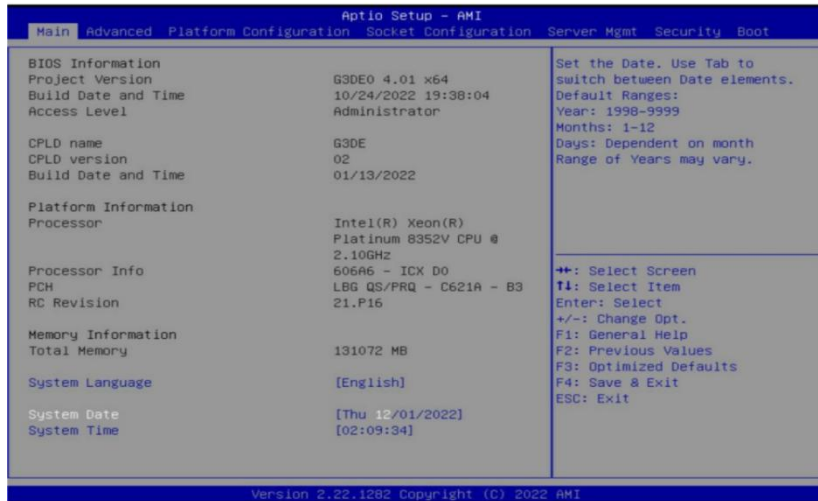 Aptio Setup - AMI
Main Advanced Platform Configuration Socket Configuration Server Mgmt Security Boot
BIOS Information
Project Version G3DE0 4.01 x64
Build Date and Time 10/24/2022 19:38:04
Access Level Administrator
CPLD name G3DE
CPLD version 02
Build Date and Time 01/13/2022
Platform Information
Processor Intel(R) Xeon(R)
Platinum 8352V CPU @
2.10GHz
Processor Info 606A6 - ICX D0
PCH LBG QS/PRQ - C621A - B3
RC Revision 21.P16
Memory Information
Total Memory 131072 MB
System Language [English]
System Date [Thu 12/01/2022]
System Time [02:09:34]
Set the Date. Use Tab to
switch between Date elements.
Default Ranges:
Year: 1998-9999
Months: 1-12
Days: Dependent on month
Range of Years may vary.
→←: Select Screen
↑↓: Select Item
Enter: Select
+/-: Change Opt.
F1: General Help
F2: Previous Values
F3: Optimized Defaults
F4: Save & Exit
ESC: Exit
Version 2.22.1282 Copyright (C) 2022 AMI